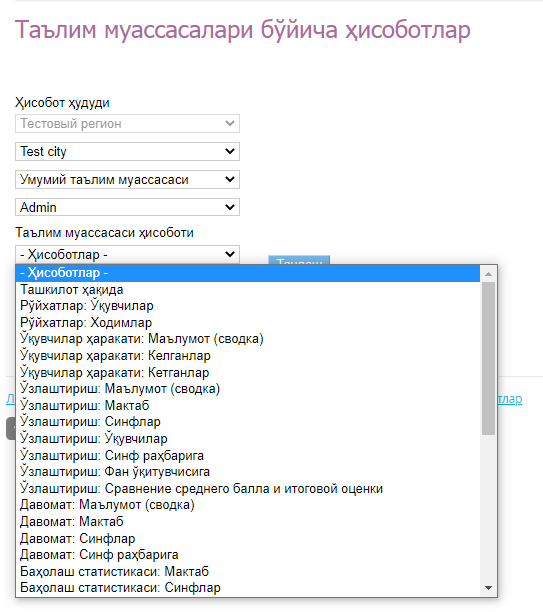 Таълим муассасалари бўйича ҳисоботлар
Ҳисобот ҳудуди
Тестовый регион
Test city
Умумий таълим муассасаси
Admin
Таълим муассасаси ҳисоботи
- Ҳисоботлар -
- Ҳисоботлар -
Ташкилот ҳақида
Рўйхатлар: Ўқувчилар
Рўйхатлар: Ходимлар
Ўқувчилар ҳаракати: Маълумот (сводка)
Ўқувчилар ҳаракати: Келганлар
Ўқувчилар ҳаракати: Кетганлар
Ўзлаштириш: Маълумот (сводка)
Ўзлаштириш: Мактаб
Ўзлаштириш: Синфлар
Ўзлаштириш: Ўқувчилар
Ўзлаштириш: Синф раҳбарига
Ўзлаштириш: Фан ўқитувчисига
Ўзлаштириш: Сравнение среднего балла и итоговой оценки
Давомат: Маълумот (сводка)
Давомат: Мактаб
Давомат: Синфлар
Давомат: Синф раҳбарига
Баҳолаш статистикаси: Мактаб
Баҳолаш статистикаси: Синфлар